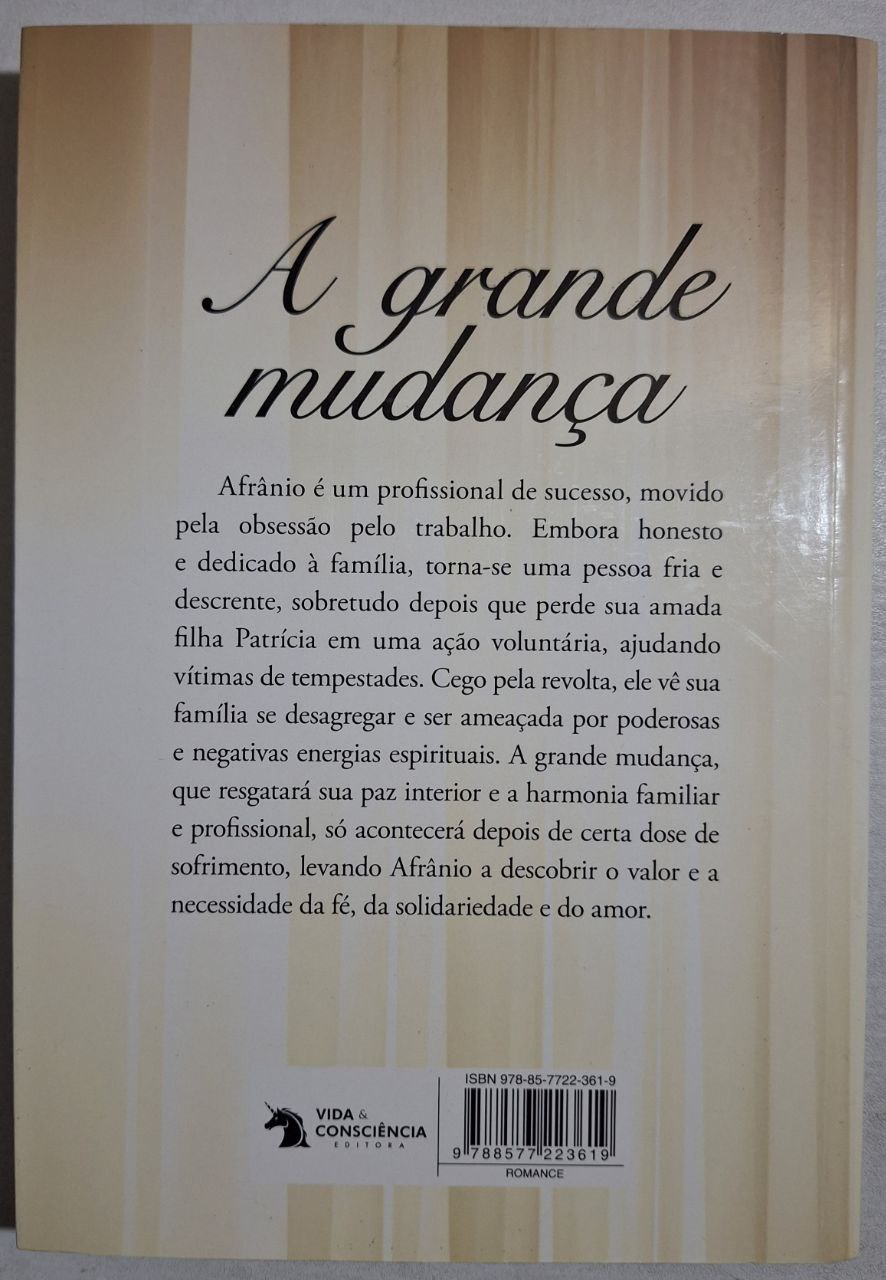 A grande
mudança
Afrânio é um profissional de sucesso, movido
pela obsessão pelo trabalho. Embora honesto
e dedicado à família, torna-se uma pessoa fria e
descrente, sobretudo depois que perde sua amada
filha Patrícia em uma ação voluntária, ajudando
vítimas de tempestades. Cego pela revolta, ele vê sua
família se desagregar e ser ameaçada por poderosas
e negativas energias espirituais. A grande mudança,
que resgatará sua paz interior e a harmonia familiar
e profissional, só acontecerá depois de certa dose de
sofrimento, levando Afrânio a descobrir o valor e a
necessidade da fé, da solidariedade e do amor.
VIDA &
CONSCIÊNCIA
EDITORA
ISBN 978-85-7722-361-9
9 788577 223619
ROMANCE